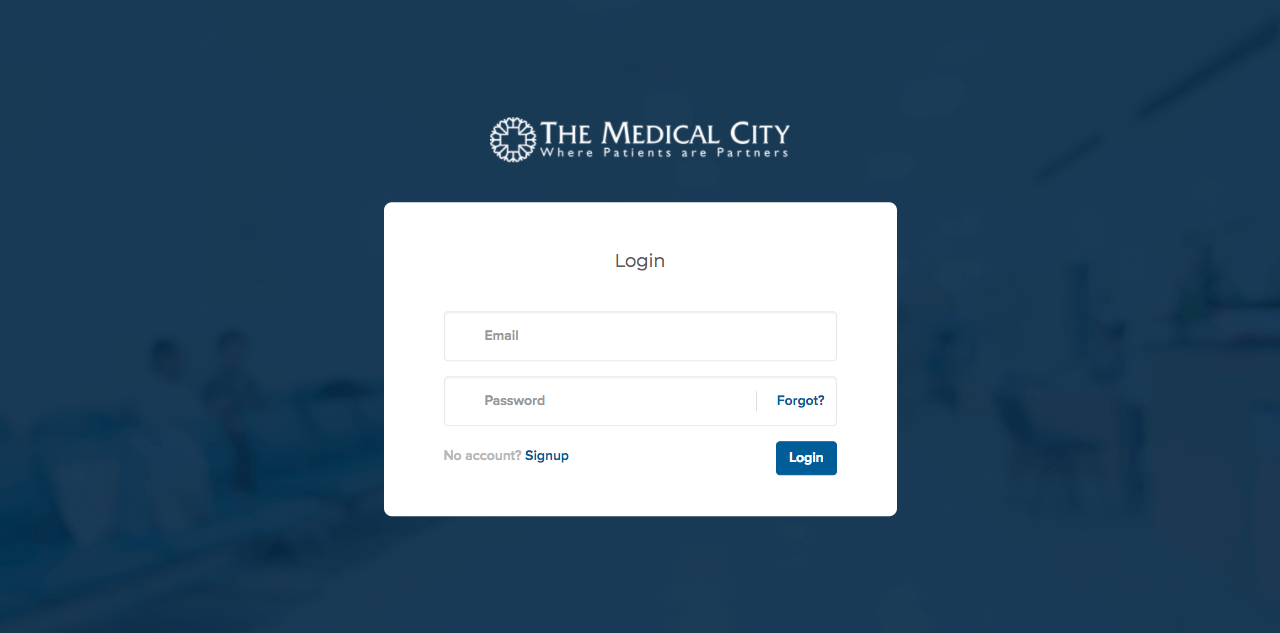 THE MEDICAL CITY
Where Patients are Partners
Login
Email
Password
Forgot?
No account? Signup
Login